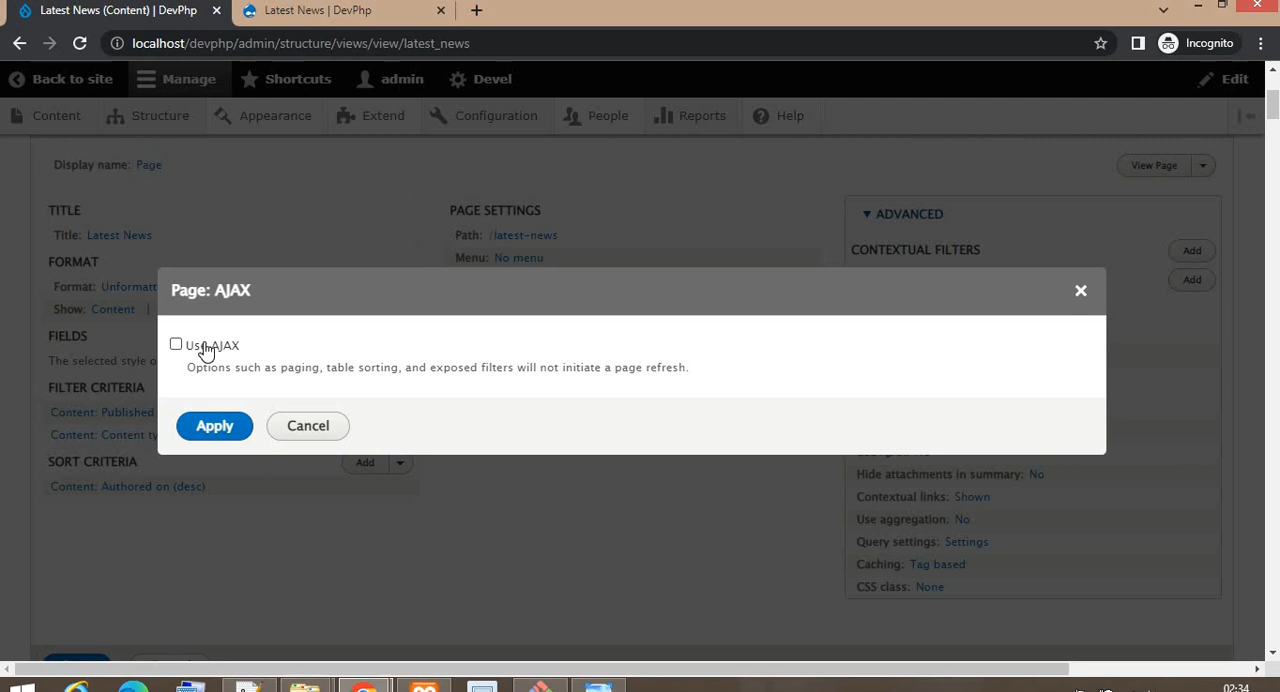 Latest News (Content) | DevPhp
Latest News | DevPhp
localhost/devphp/admin/structure/views/view/latest_news
Incognito
Back to site
Manage
Shortcuts
admin
Devel
Edit
Content
Structure
Appearance
Extend
Configuration
People
Reports
Help
Display name: Page
View Page
TITLE
Title: Latest News
FORMAT
Format: Unformatt
Show: Content |
FIELDS
The selected style o
FILTER CRITERIA
Content: Published
Content: Content ty
SORT CRITERIA
Add
Content: Authored on (desc)
PAGE SETTINGS
Path: /latest-news
Menu: No menu
ADVANCED
CONTEXTUAL FILTERS
Add
Add
Page: AJAX
Use AJAX
Options such as paging, table sorting, and exposed filters will not initiate a page refresh.
Apply
Cancel
Hide attachments in summary: No
Contextual links: Shown
Use aggregation: No
Query settings: Settings
Caching: Tag based
CSS class: None
02:34